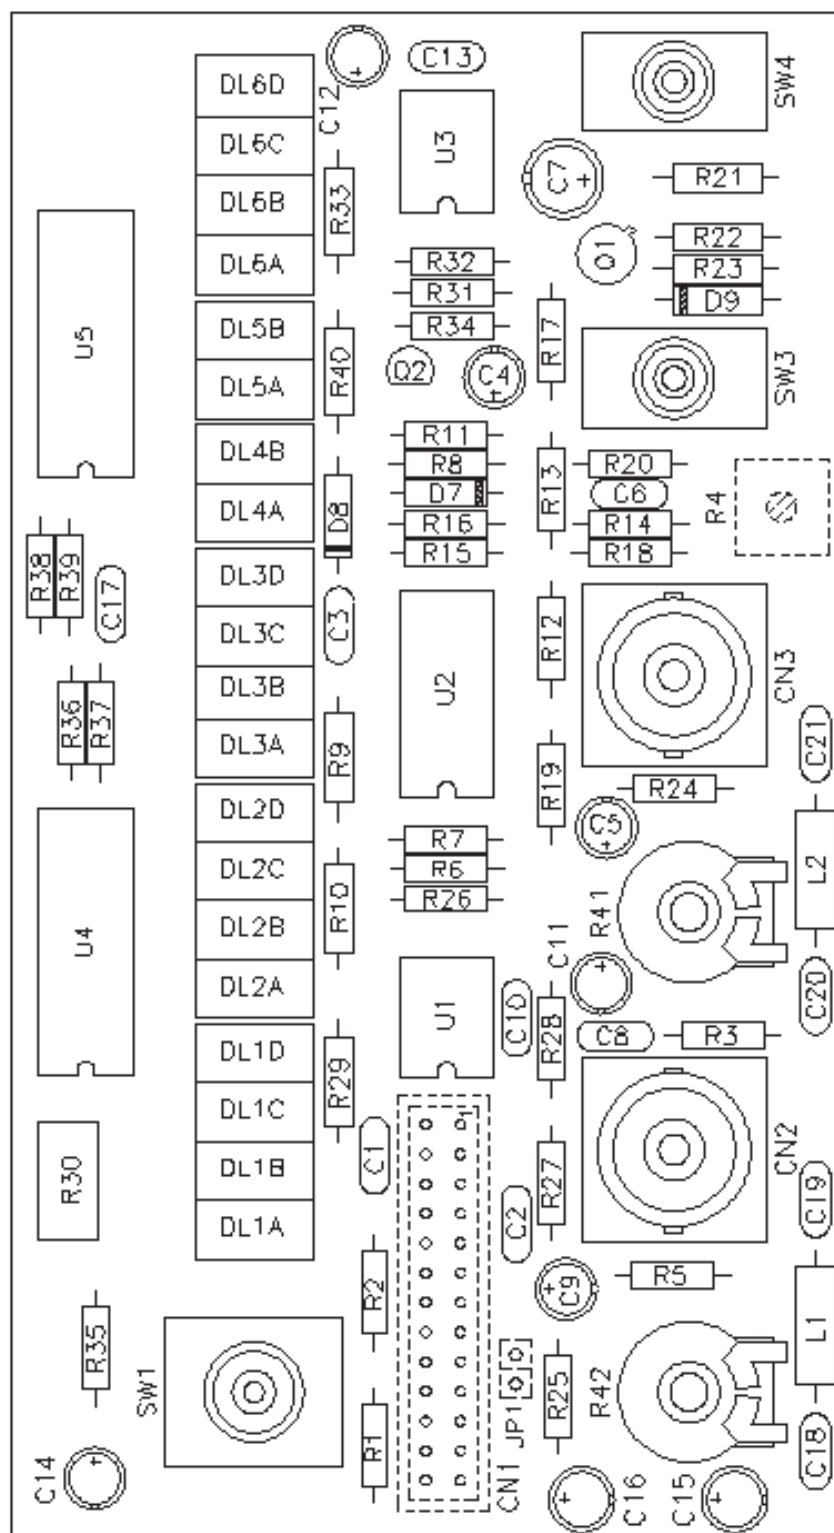 C13
SW4
DL6D
C12
DL6C
U3
C7
R21
DL6B
R33
R22
Q1
DL6A
R32
R23
R31
D9
U5
DL5B
R34
R17
R40
Q2
C4
SW3
DL5A
DL4B
R11
R8
R20
D7
R13
C6
R4
DL4A
D8
R16
R14
R15
R18
R38
R39
DL3D
C17
C3
DL3C
R12
CN3
DL3B
U2
R36
R37
DL3A
R9
C21
R19
R24
DL2D
C5
R7
DL2C
R6
L2
R26
R10
R41
DL2B
U4
C11
DL2A
C20
U1
C10
R28
C8
R3
DL1D
R29
DL1C
1
C1
CN2
DL1B
R27
R30
C19
DL1A
C2
R5
C9
R2
L1
R35
SW1
JP1
R25
R42
R1
C18
CN1
C14
C16
C15
+
+
+
+
+
+
+
+
+